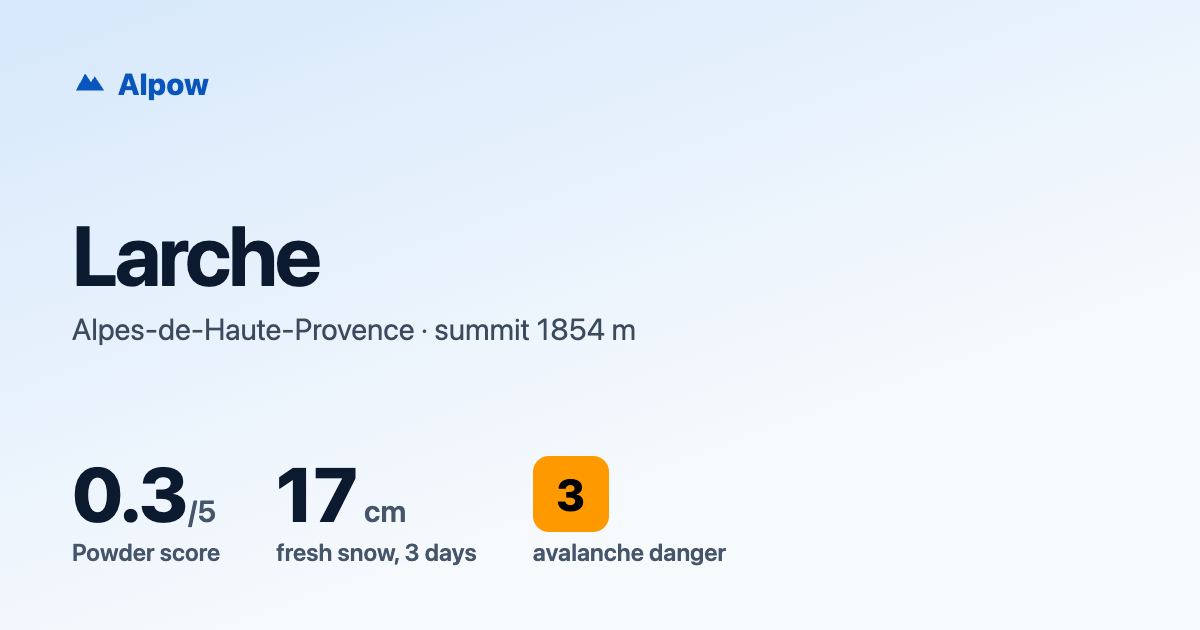 Alpow
Larche
Alpes-de-Haute-Provence · summit 1854 m
0.3/5 17 cm 3
Powder score fresh snow, 3 days avalanche danger